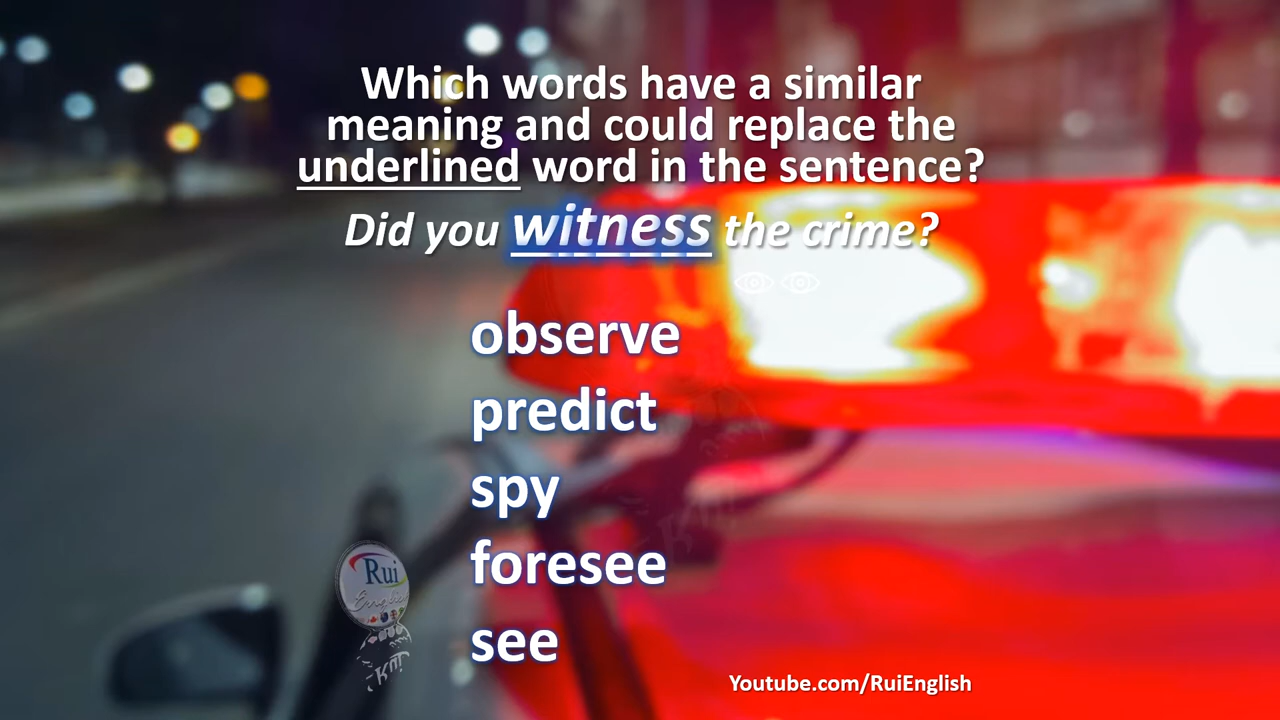 Which words have a similar
meaning and could replace the
underlined word in the sentence?
Did you witness the crime?
observe
predict
spy
foresee
see
Rui
English
Youtube.com/RuiEnglish